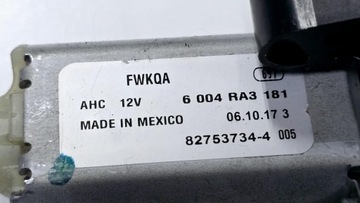 FWKQA
AHC 12V 6 004 RA3 181
MADE IN MEXICO 06.10.17 3
82753734-4 005